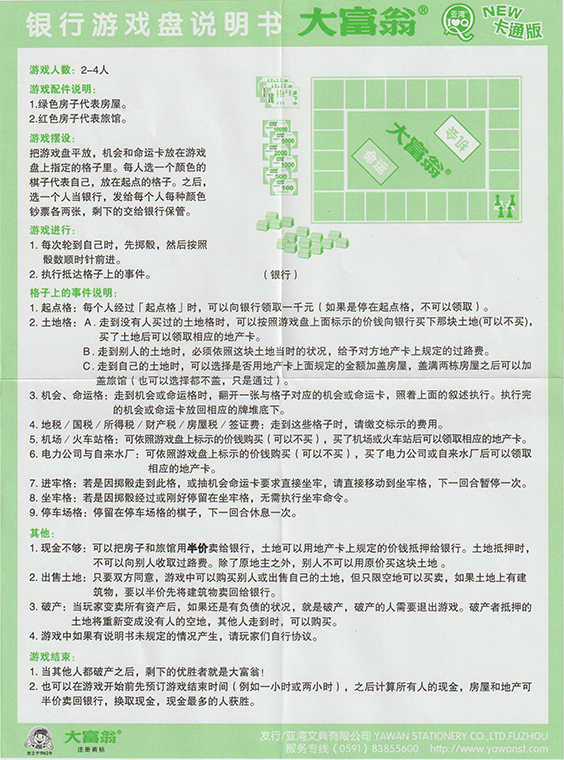 银行游戏盘说明书 大富翁® 亚湾 NEW 卡通版
游戏人数：2-4人
游戏配件说明：
1.绿色房子代表房屋。
2.红色房子代表旅馆。
游戏摆设：
把游戏盘平放，机会和命运卡放在游戏
盘上指定的格子里。每人选一个颜色的
棋子代表自己，放在起点的格子。之后，
选一个人当银行，发给每个人每种颜色
钞票各两张，剩下的交给银行保管。
游戏进行：
1. 每次轮到自己时，先掷骰，然后按照
骰数顺时针前进。
2. 执行抵达格子上的事件。
10000
5000
2000
1000
500
100
（银行）
大富翁®
命运
机会
格子上的事件说明：
1. 起点格：每个人经过「起点格」时，可以向银行领取一千元（如果是停在起点格，不可以领取）。
2. 土地格：A. 走到没有人买过的土地格时，可以按照游戏盘上面标示的价钱向银行买下那块土地(可以不买)，
买了土地后可以领取相应的地产卡。
B. 走到别人的土地时，必须依照这块土地当时的状况，给予对方地产卡上规定的过路费。
C. 走到自己的土地时，可以选择是否用地产卡上面规定的金额加盖房屋，盖满两栋房屋之后可以加
盖旅馆（也可以选择都不盖，只是通过）。
3. 机会、命运格：走到机会或命运格时，翻开一张与格子对应的机会或命运卡，照着上面的叙述执行。执行完
的机会或命运卡放回相应的牌堆底下。
4. 地税／国税／所得税／财产税／房屋税／签证费：走到这些格子时，请缴交标示的费用。
5. 机场／火车站格：可依照游戏盘上标示的价钱购买（可以不买），买了机场或火车站后可以领取相应的地产卡。
6. 电力公司与自来水厂：可依照游戏盘上标示的价钱购买（可以不买），买了电力公司或自来水厂后可以领取
相应的地产卡。
7. 进牢格：若是因掷骰走到此格，或抽机会命运卡要求直接坐牢，请直接移动到坐牢格，下一回合暂停一次。
8. 坐牢格：若是因掷骰经过或刚好停留在坐牢格，无需执行坐牢命令。
9. 停车场格：停留在停车场格的棋子，下一回合休息一次。
其他：
1. 现金不够：可以把房子和旅馆用半价卖给银行，土地可以用地产卡上规定的价钱抵押给银行。土地抵押时，
不可以向别人收取过路费。除了原地主之外，别人不可以用原价买这块土地。
2. 出售土地：只要双方同意，游戏中可以购买别人或出售自己的土地，但只限空地可以买卖，如果土地上有建
筑物，要以半价先将建筑物卖回给银行。
3. 破产：当玩家变卖所有资产后，如果还是有负债的状况，就是破产，破产的人需要退出游戏。破产者抵押的
土地将重新变成没有人的空地，其他人走到时，可以购买。
4. 游戏中如果有说明书未规定的情况产生，请玩家们自行协议。
游戏结束：
1. 当其他人都破产之后，剩下的优胜者就是大富翁！
2. 也可以在游戏开始前先预订游戏结束时间（例如一小时或两小时），之后计算所有人的现金，房屋和地产可
半价卖回银行，换取现金，现金最多的人获胜。
大富翁®
注册商标
发行/亚湾文具有限公司 YAWAN STATIONERY CO.,LTD.FUZHOU
服务专线 (0591) 83855600 http://www.yawanst.com